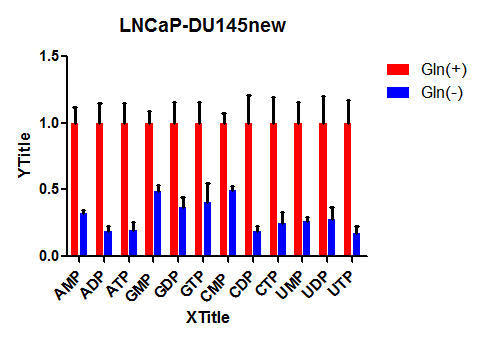 LNCaP-DU145new
Gln(+)
Gln(-)
1.5
1.0
0.5
0.0
YTitle
AMP
ADP
ATP
GMP
GDP
GTP
CMP
CDP
CTP
UMP
UDP
UTP
XTitle